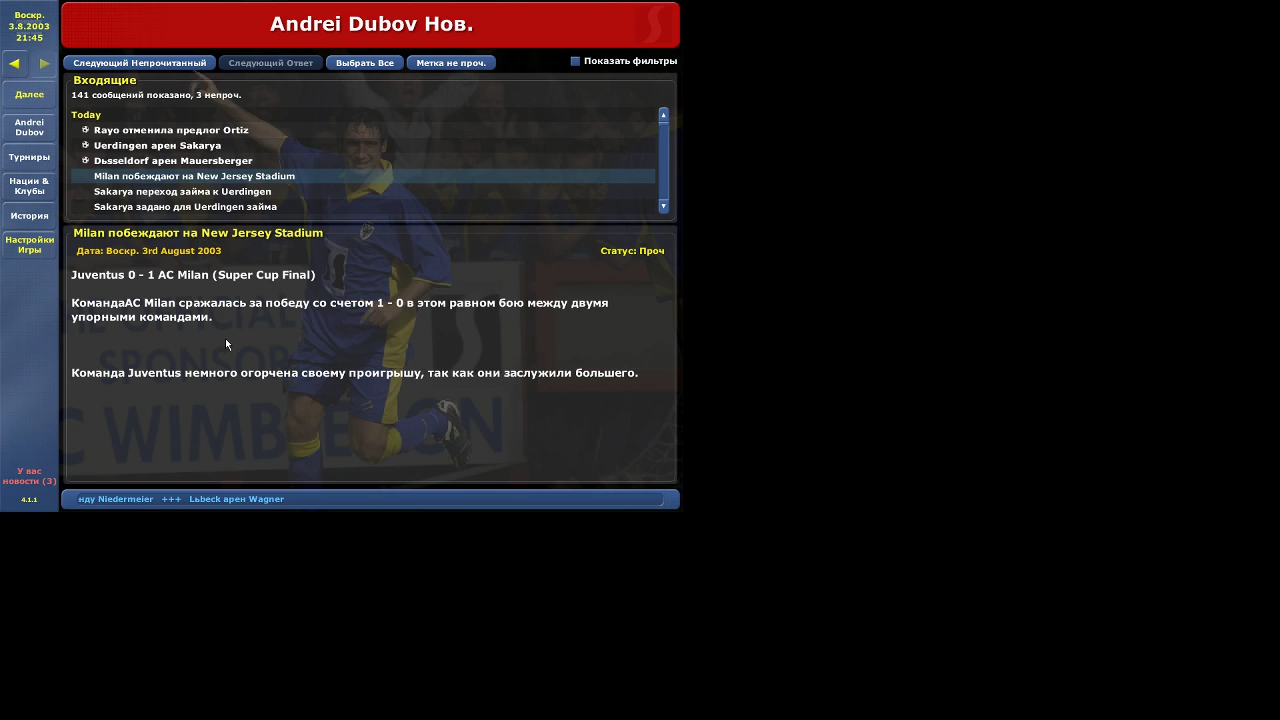 Воскр.
3.8.2003
21:45
Далее
Andrei
Dubov
Турниры
Нации &
Клубы
История
Настройки
Игры
У вас
новости (3)
4.1.1
Andrei Dubov Нов.
Следующий Непрочитанный
Следующий Ответ
Выбрать Все
Метка не проч.
Показать фильтры
Входящие
141 сообщений показано, 3 непроч.
Today
Rayo отменила предлог Ortiz
Uerdingen арен Sakarya
Dьsseldorf арен Mauersberger
Milan побеждают на New Jersey Stadium
Sakarya переход займа к Uerdingen
Sakarya задано для Uerdingen займа
Milan побеждают на New Jersey Stadium
Дата: Воскр. 3rd August 2003
Статус: Проч
Juventus 0 - 1 AC Milan (Super Cup Final)
КомандаAC Milan сражалась за победу со счетом 1 - 0 в этом равном бою между двумя
упорными командами.
Команда Juventus немного огорчена своему проигрышу, так как они заслужили большего.
OFFICIAL
SPONSOR
WIMB ON
нду Niedermeier +++ Lьbeck арен Wagner